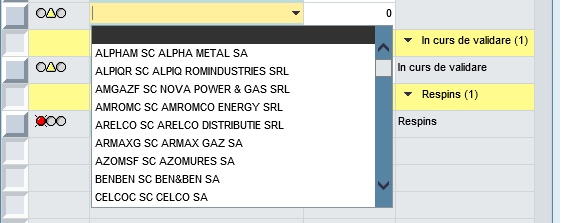 0
In curs de validare (1)
ALPHAM SC ALPHA METAL SA
In curs de validare
ALPIQR SC ALPIQ ROMINDUSTRIES SRL
AMGAZF SC NOVA POWER & GAS SRL
Respins (1)
AMROMC SC AMROMCO ENERGY SRL
ARELCO SC ARELCO DISTRIBUTIE SRL
Respins
ARMAXG SC ARMAX GAZ SA
AZOMSF SC AZOMURES SA
BENBEN SC BEN&BEN SA
CELCOC SC CELCO SA